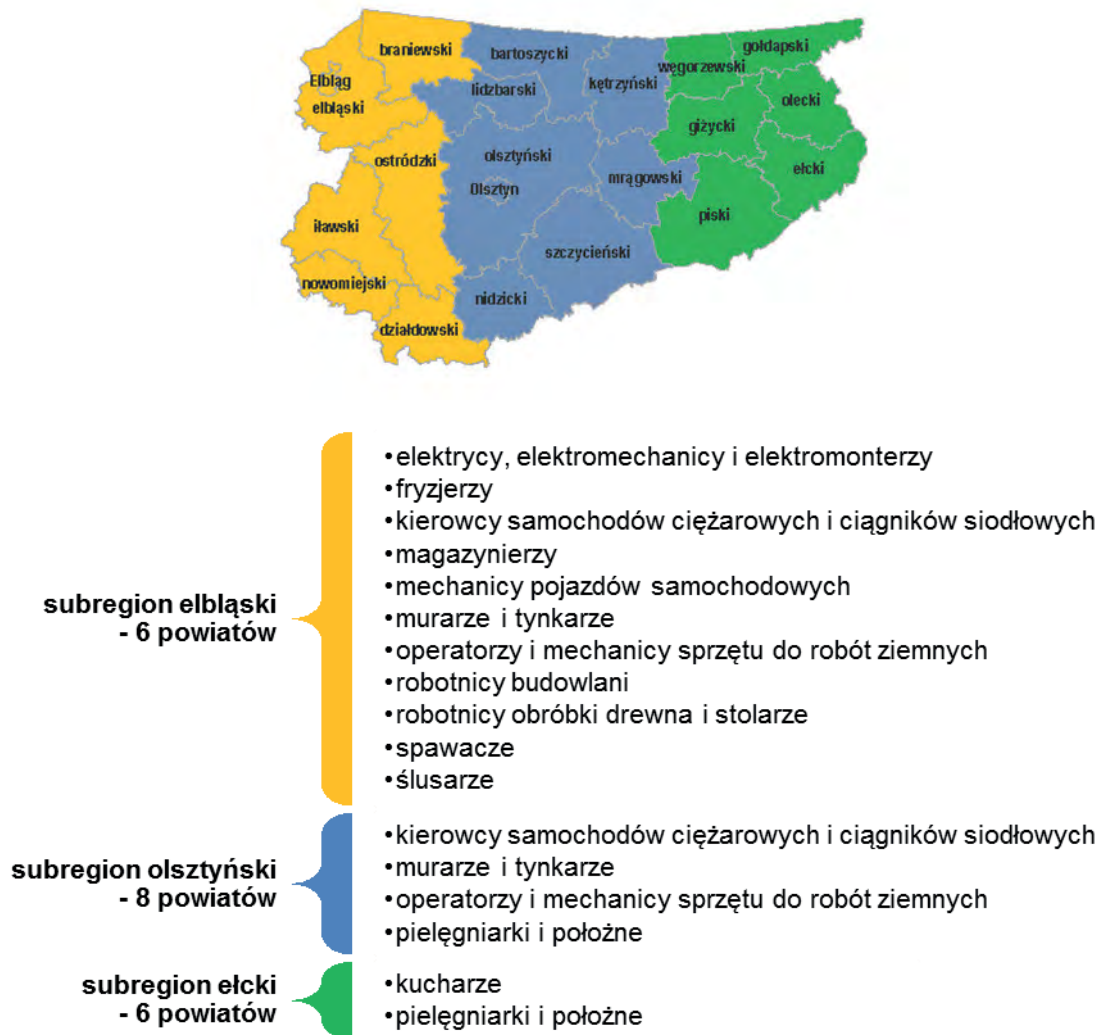 braniewski
bartoszycki
gołdapski
węgorzewski
Elbląg
lidzbarski
kętrzyński
olecki
elbląski
giżycki
ostródzki
olsztyński
ełcki
mrągowski
Olsztyn
piski
iławski
szczycieński
nowomiejski
nidzicki
działdowski
subregion elbląski
- 6 powiatów
•elektrycy, elektromechanicy i elektromonterzy
•fryzjerzy
•kierowcy samochodów ciężarowych i ciągników siodłowych
•magazynierzy
•mechanicy pojazdów samochodowych
•murarze i tynkarze
•operatorzy i mechanicy sprzętu do robót ziemnych
•robotnicy budowlani
•robotnicy obróbki drewna i stolarze
•spawacze
•ślusarze
subregion olsztyński
- 8 powiatów
•kierowcy samochodów ciężarowych i ciągników siodłowych
•murarze i tynkarze
•operatorzy i mechanicy sprzętu do robót ziemnych
•pielęgniarki i położne
subregion ełcki
- 6 powiatów
•kucharze
•pielęgniarki i położne